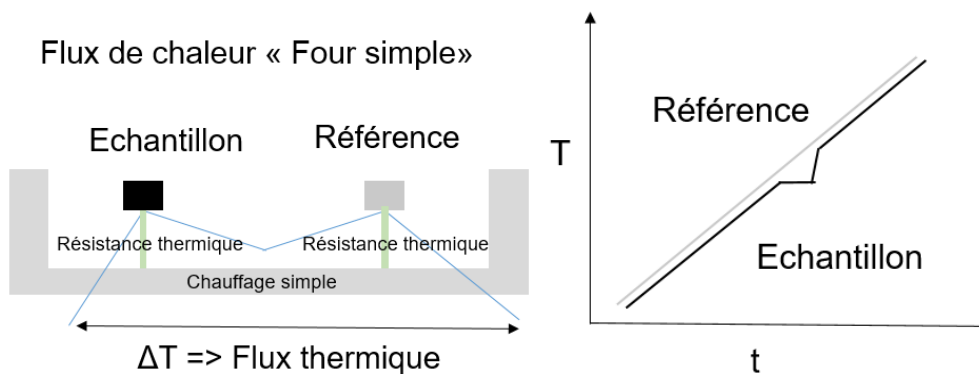 Flux de chaleur « Four simple»
Echantillon
Référence
Résistance thermique
Résistance thermique
Chauffage simple
ΔT => Flux thermique
Référence
T
Echantillon
t